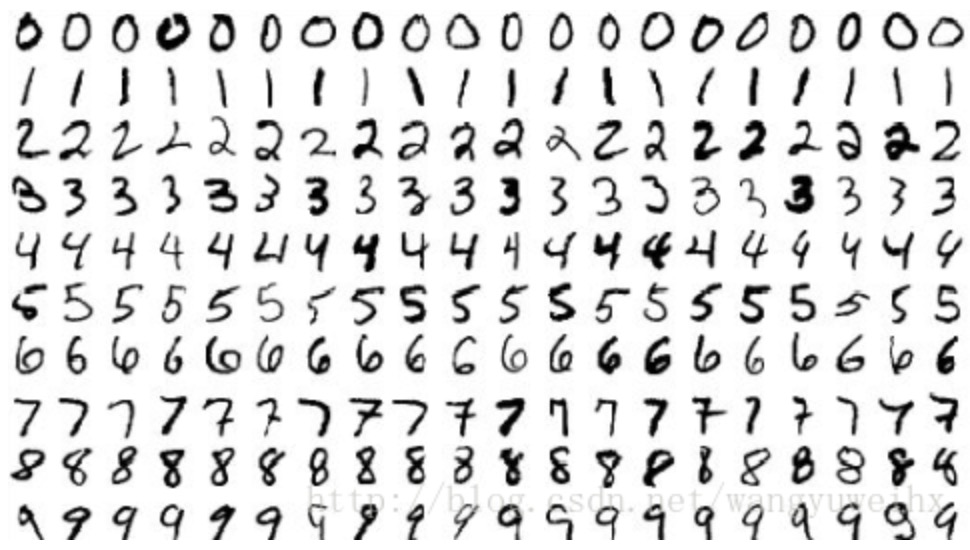 0 0 0 0 0 0 0 0 0 0 0 0 0 0 0 0 0 0 0 0
1 1 1 1 1 1 1 1 1 1 1 1 1 1 1 1 1 1 1 1
2 2 2 2 2 2 2 2 2 2 2 2 2 2 2 2 2 2 2 2
3 3 3 3 3 3 3 3 3 3 3 3 3 3 3 3 3 3 3 3
4 4 4 4 4 4 4 4 4 4 4 4 4 4 4 4 4 4 4 4
5 5 5 5 5 5 5 5 5 5 5 5 5 5 5 5 5 5 5 5
6 6 6 6 6 6 6 6 6 6 6 6 6 6 6 6 6 6 6 6
7 7 7 7 7 7 7 7 7 7 7 7 7 7 7 7 7 7 7 7
8 8 8 8 8 8 8 8 8 8 8 8 8 8 8 8 8 8 8 8
http://blog.csdn.net/wangyuweihx
9 9 9 9 9 9 9 9 9 9 9 9 9 9 9 9 9 9 9 9